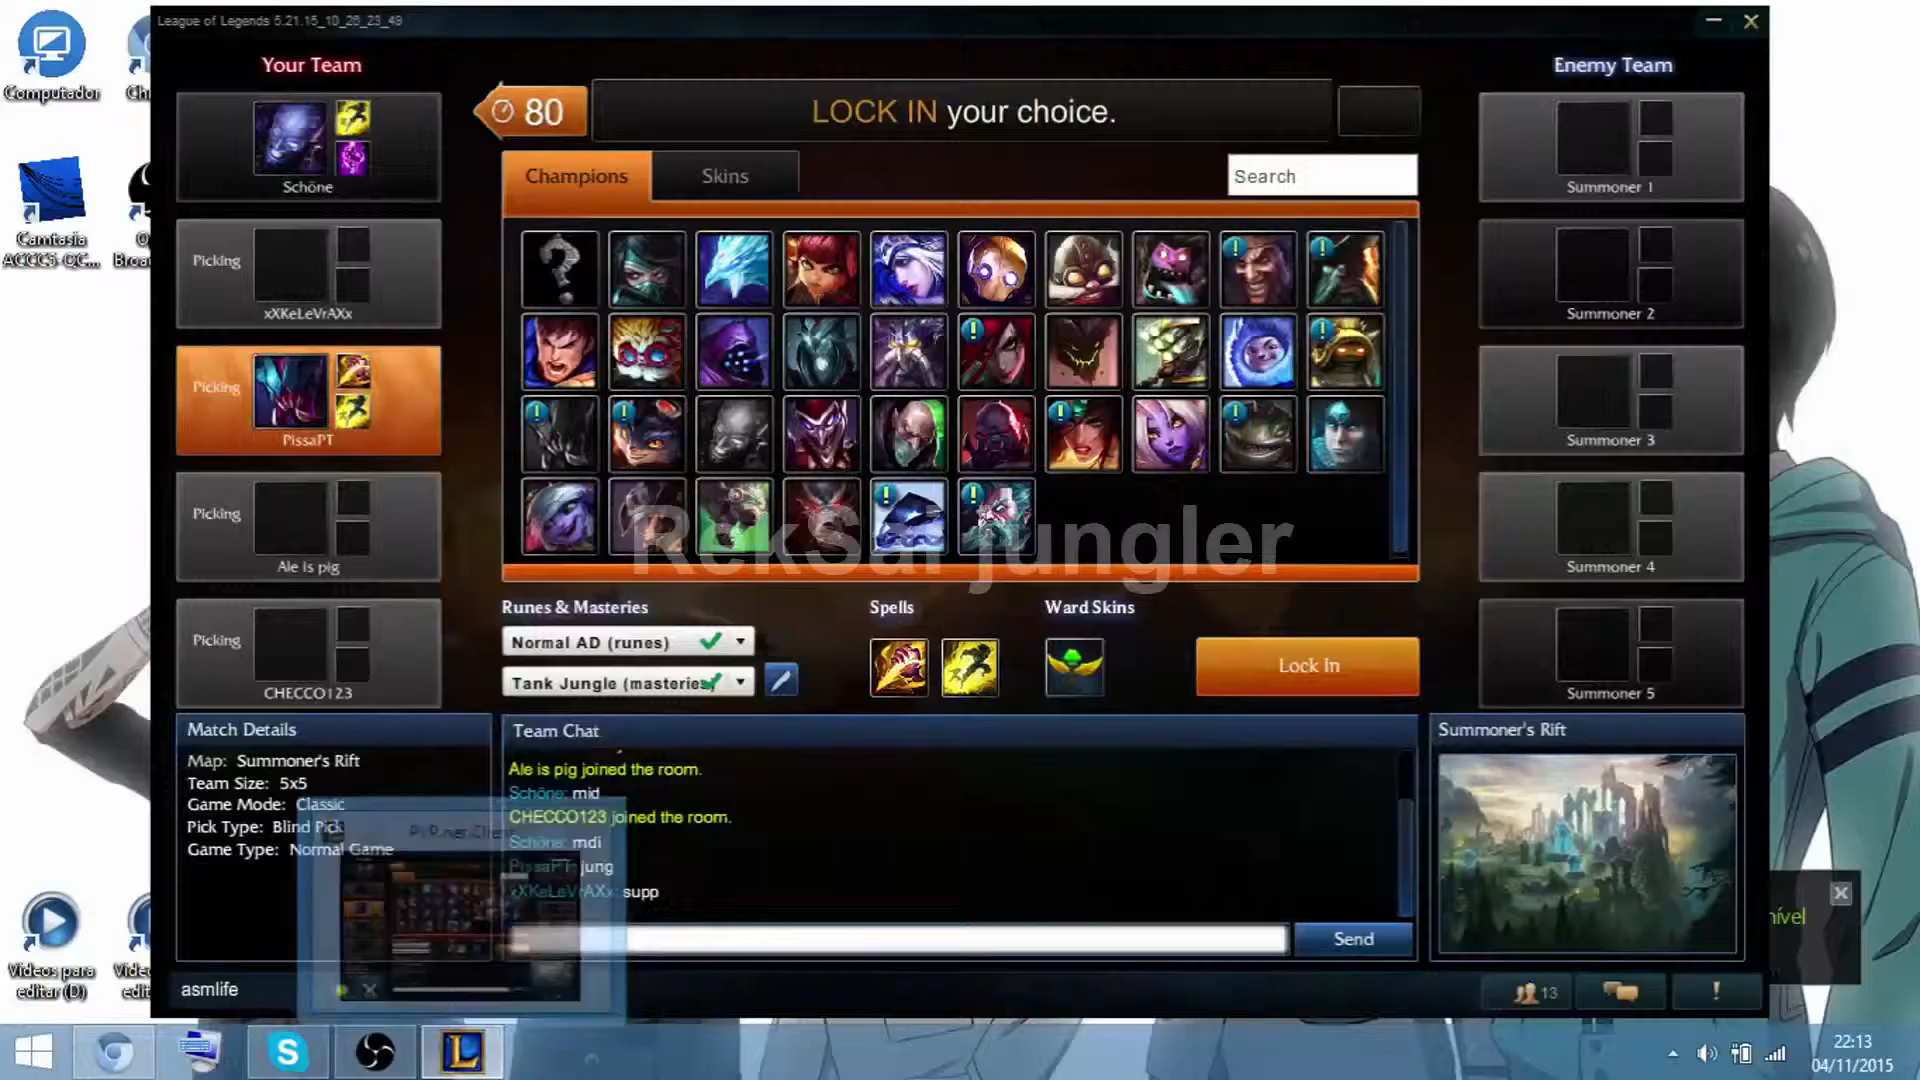 League of Legends 5.21.15_10_26_23_49
Computador
Camtasia
Your Team
Schöne
Picking
xXKeLeVrAXx
Picking
PissaPT
Picking
Ale is pig
Picking
CHECCO123
80
LOCK IN your choice.
Champions
Skins
Search
Enemy Team
Summoner 1
Summoner 2
Summoner 3
Summoner 4
Summoner 5
RekSai jungler
Runes & Masteries
Normal AD (runes)
Tank Jungle (masteries)
Spells
Ward Skins
Lock In
Match Details
Map: Summoner's Rift
Team Size: 5x5
Game Mode: Classic
Pick Type: Blind Pick
Game Type: Normal Game
PVP.net Client
Team Chat
Ale is pig joined the room.
Schöne: mid
CHECCO123 joined the room.
Schöne: mdi
PissaPT: jung
xXKeLeVrAXx: supp
Send
Summoner's Rift
Videos para
editar (D)
asmlife
13
22:13
04/11/2015